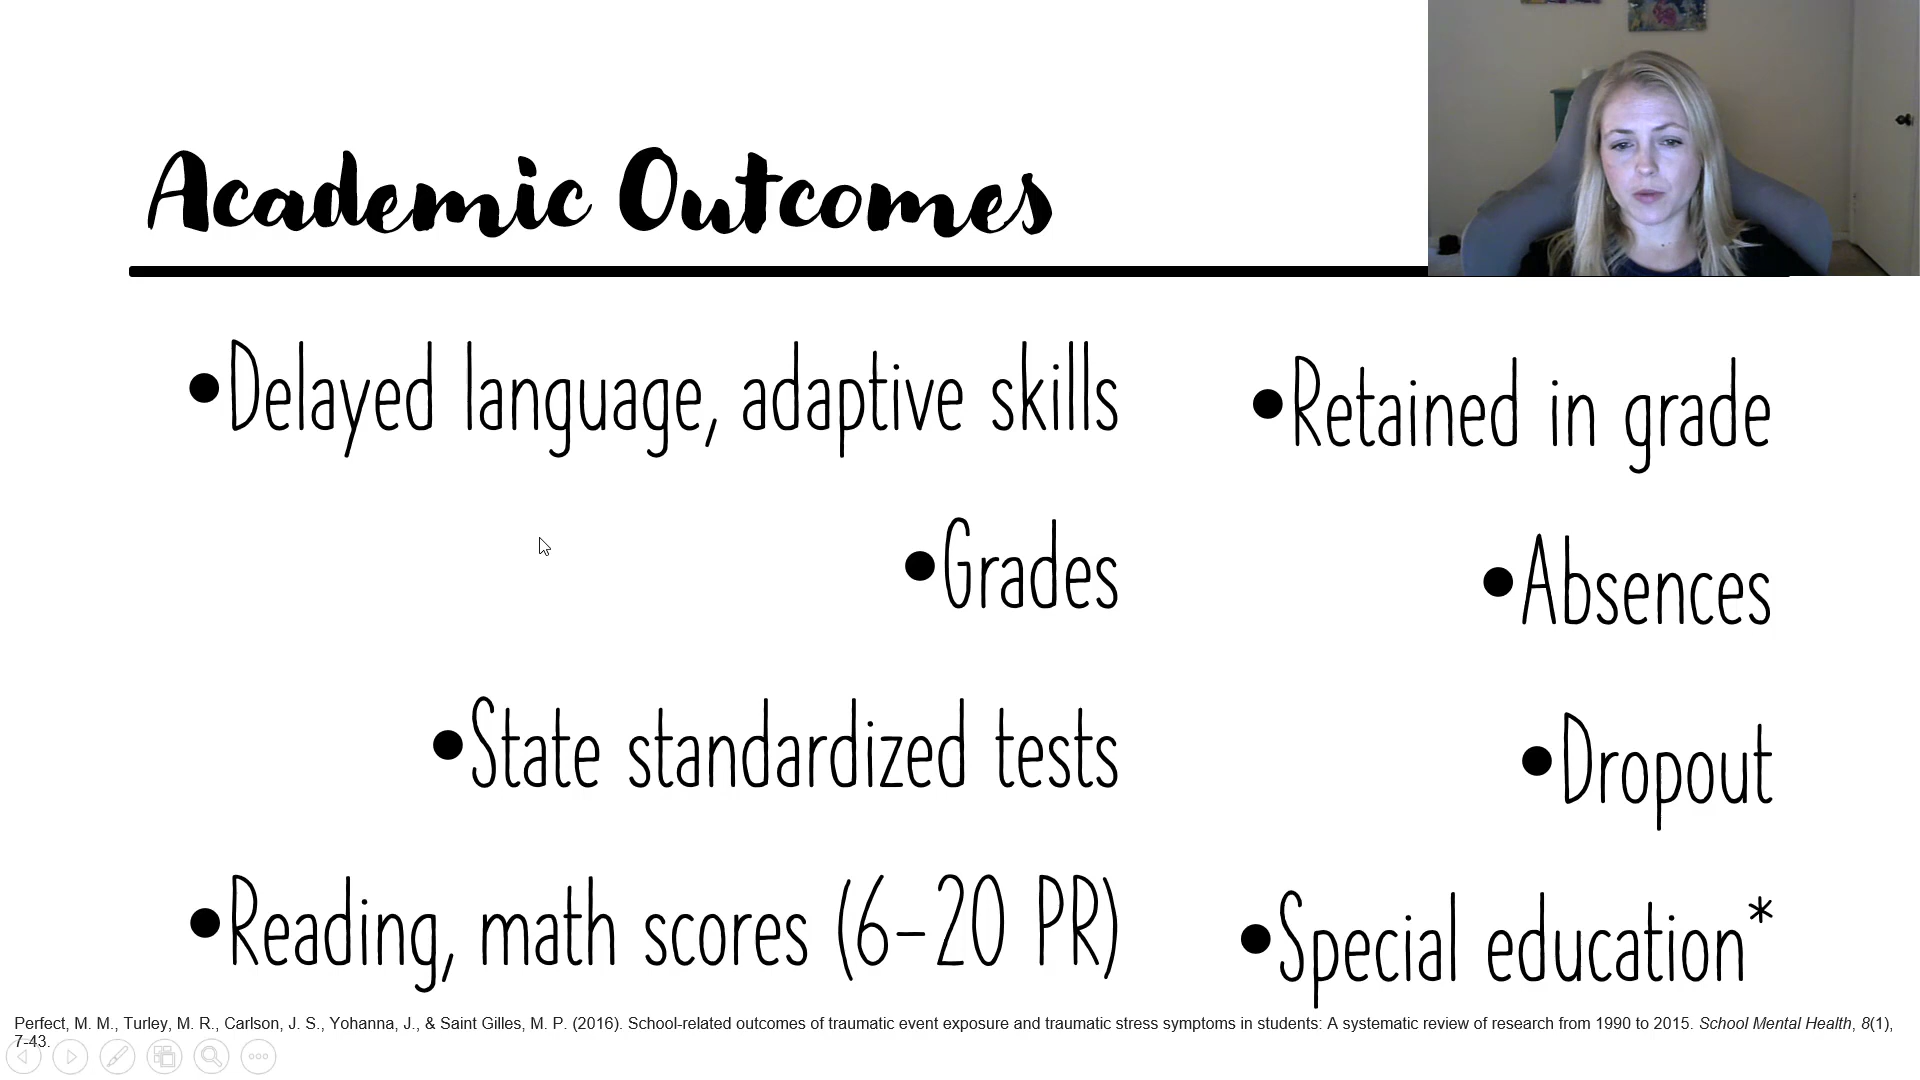 Academic Outcomes
•Delayed language, adaptive skills
•Grades
•State standardized tests
•Reading, math scores (6-20 PR)
•Retained in grade
•Absences
•Dropout
•Special education*
Perfect, M. M., Turley, M. R., Carlson, J. S., Yohanna, J., & Saint Gilles, M. P. (2016). School-related outcomes of traumatic event exposure and traumatic stress symptoms in students: A systematic review of research from 1990 to 2015. School Mental Health, 8(1),
7-43.